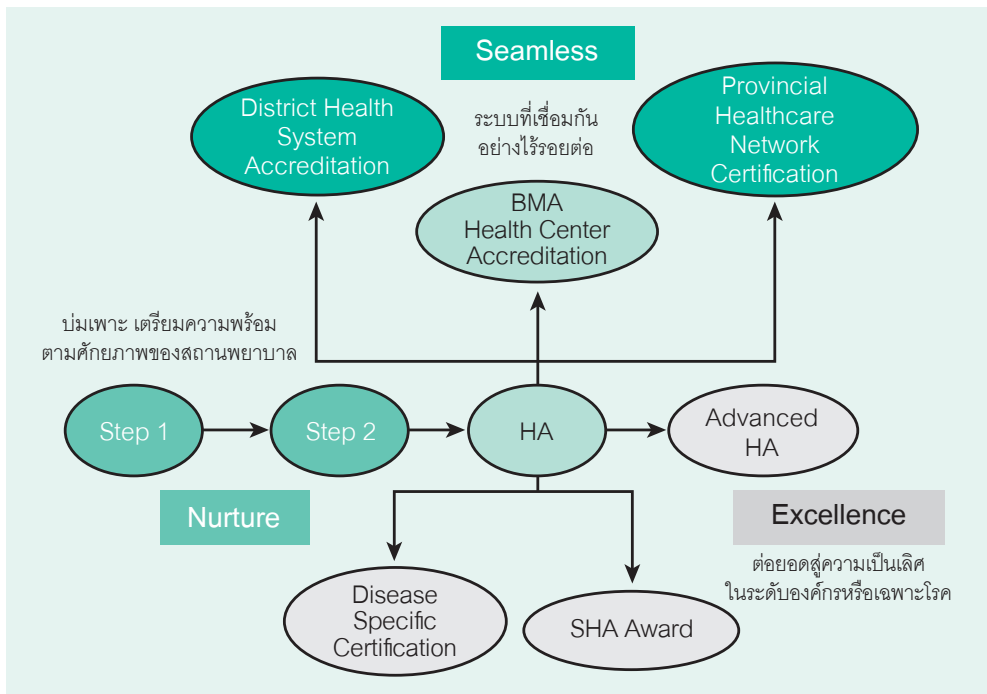 Seamless
District Health
System
Accreditation
ระบบที่เชื่อมกัน
อย่างไร้รอยต่อ
Provincial
Healthcare
Network
Certification
BMA
Health Center
Accreditation
บ่มเพาะ เตรียมความพร้อม
ตามศักยภาพของสถานพยาบาล
Step 1
Step 2
HA
Advanced
HA
Nurture
Excellence
ต่อยอดสู่ความเป็นเลิศ
ในระดับองค์กรหรือเฉพาะโรค
Disease
Specific
Certification
SHA Award